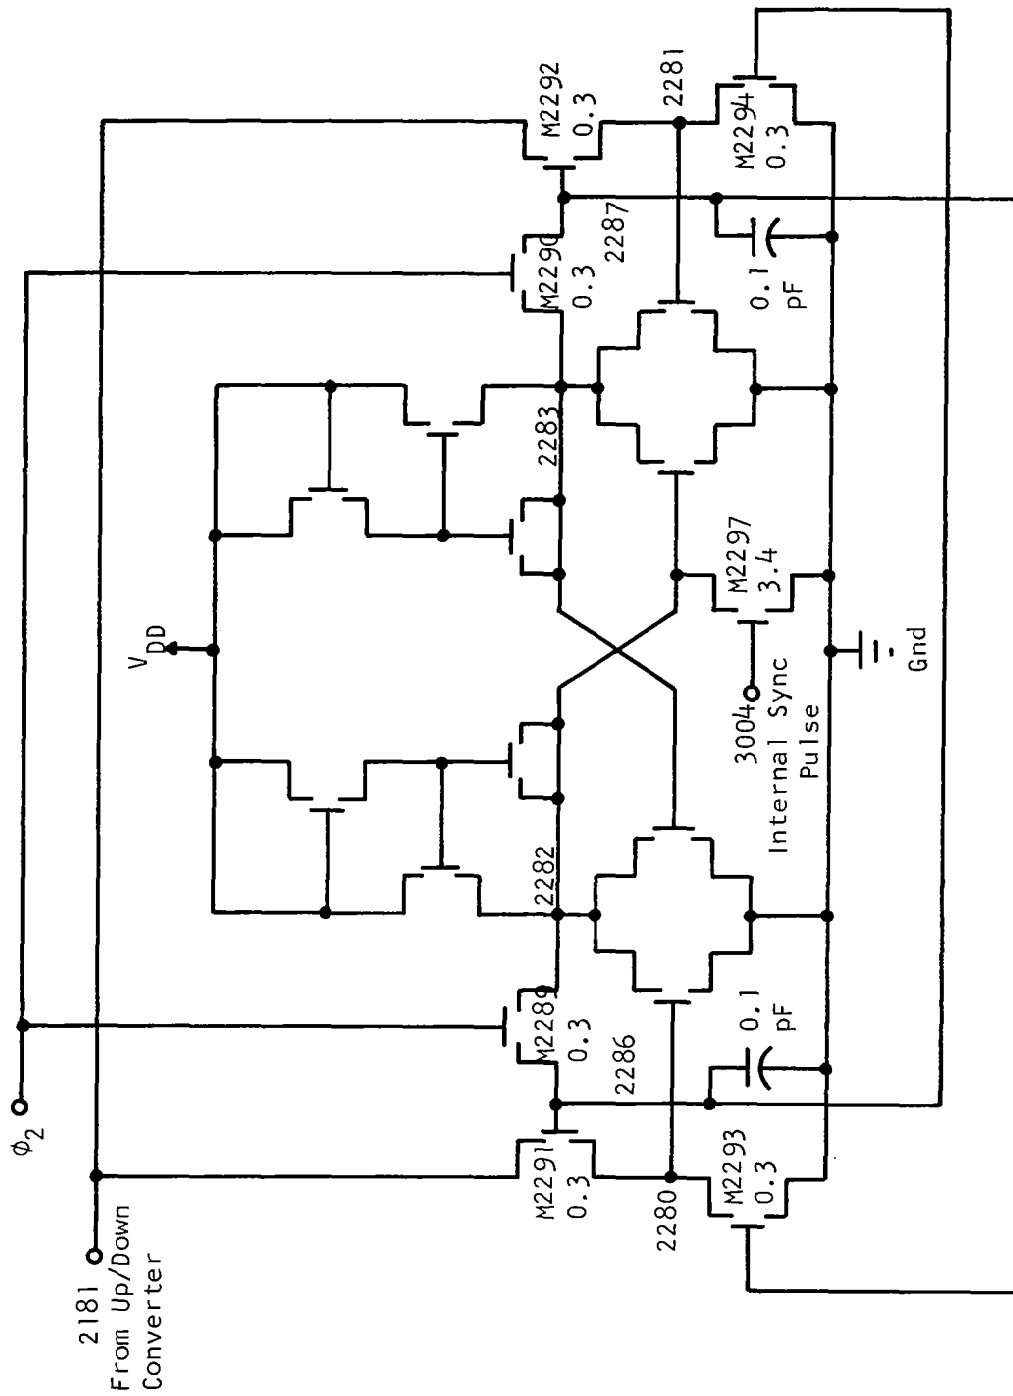 2181
From Up/Down
Converter
Φ2
VDD
M2291
0.3
M2289
0.3
2286
2282
2283
M2290
0.3
2287
M2292
0.3
2280
M2293
0.3
0.1
pF
3004
Internal Sync
Pulse
M2297
3.4
Gnd
0.1
pF
2281
M2294
0.3